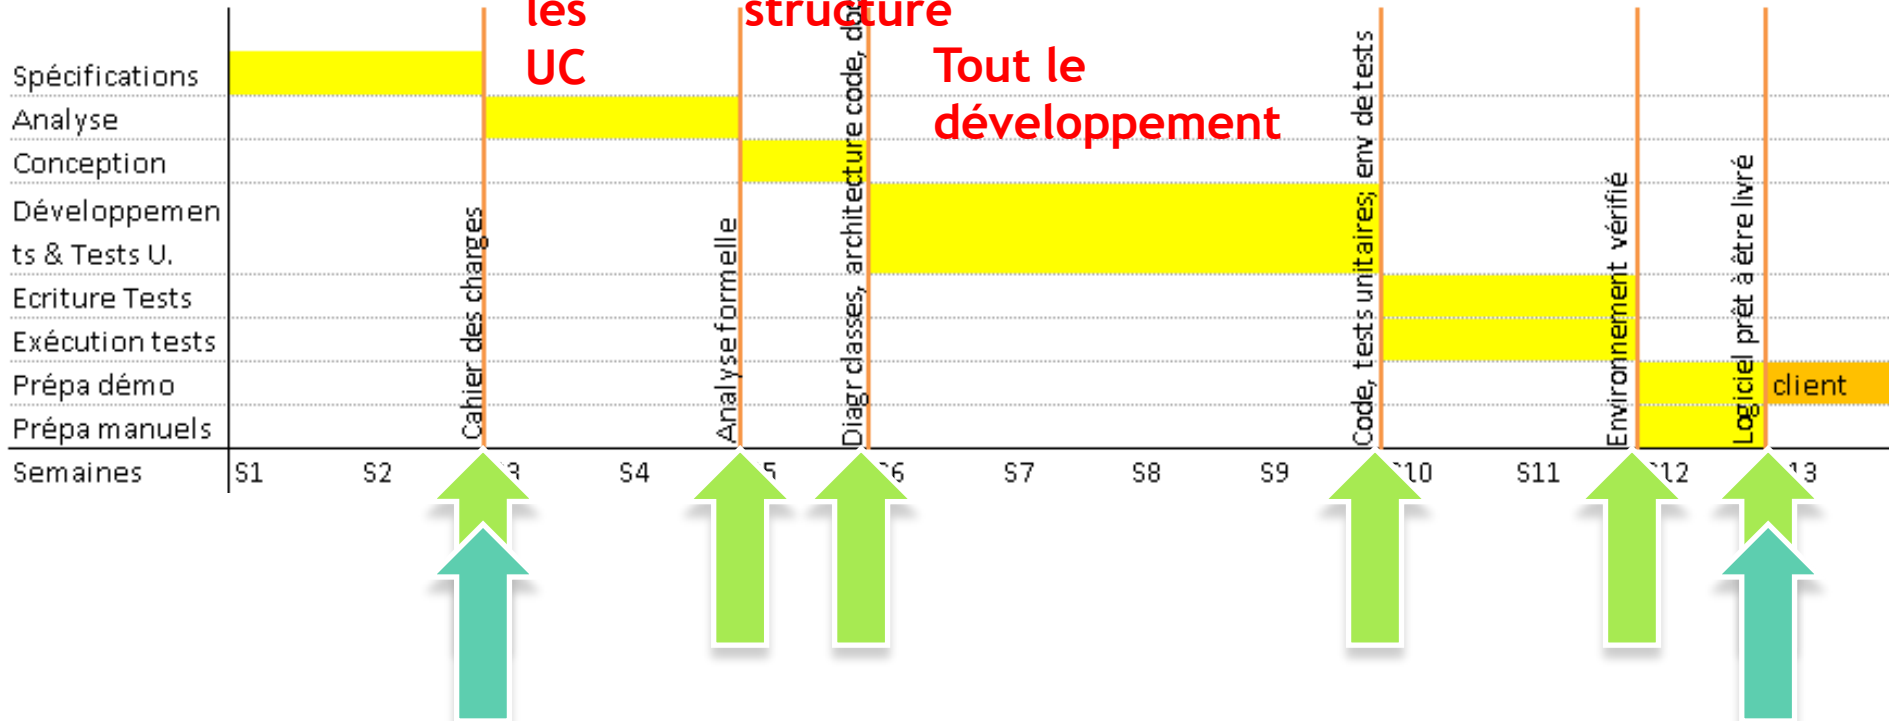 les
structure
UC
Tout le
développement
Spécifications
Analyse
Conception
Développemen
ts & Tests U.
Ecriture Tests
Exécution tests
Prépa démo
Prépa manuels
Cahier des charges
Analyse formelle
Diagr classes, architecture code,
Code, tests unitaires; env de tests
Environnement vérifié
Logiciel prêt à être livré
client
Semaines S1 S2 S4 S7 S8 S9 S11